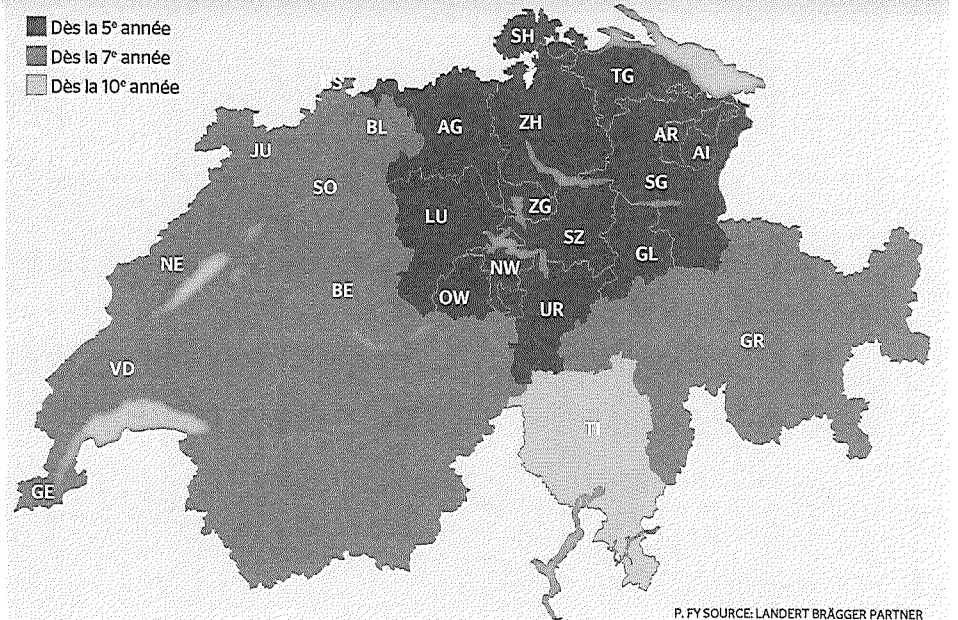 Dès la 5e année
Dès la 7e année
Dès la 10e année
SH
TG
BL
AG
ZH
AR
AI
JU
SO
SG
LU
ZG
SZ
NE
NW
GL
BE
OW
UR
GR
VD
TI
GE
P. FY SOURCE: LANDERT BRÄGGER PARTNER